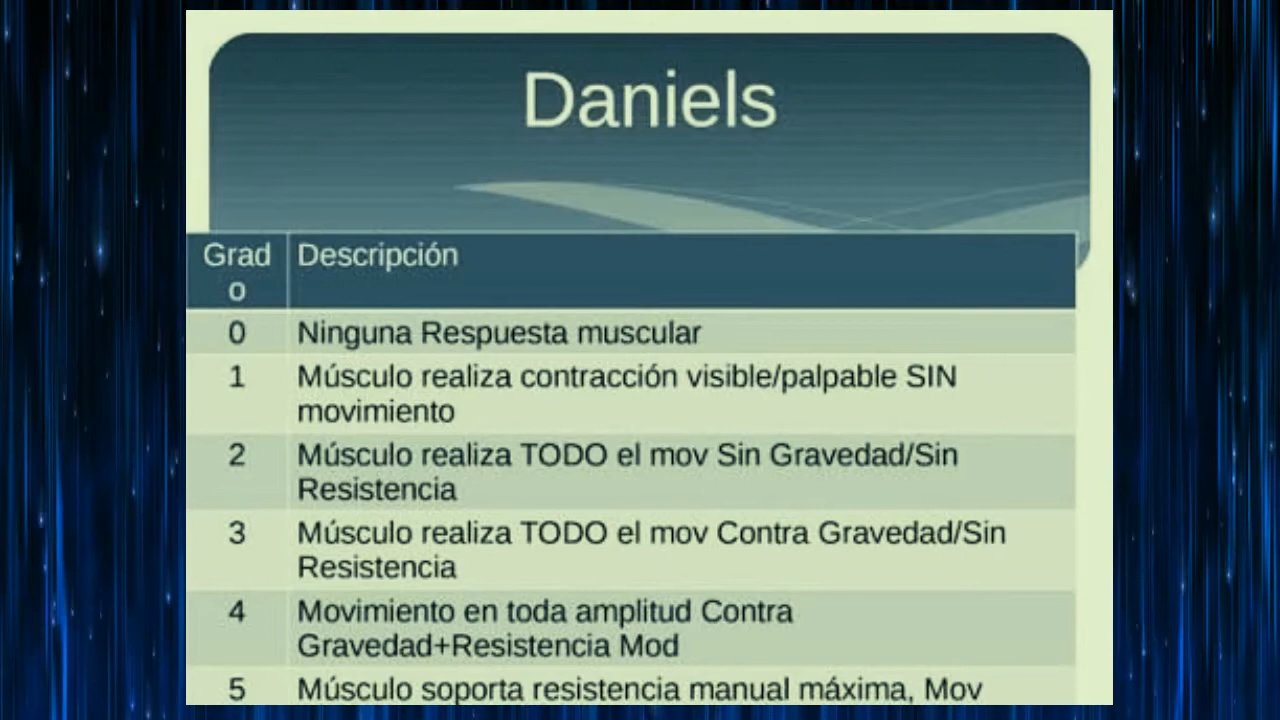 Daniels
Grad
o
Descripción
0
Ninguna Respuesta muscular
1
Músculo realiza contracción visible/palpable SIN
movimiento
2
Músculo realiza TODO el mov Sin Gravedad/Sin
Resistencia
3
Músculo realiza TODO el mov Contra Gravedad/Sin
Resistencia
4
Movimiento en toda amplitud Contra
Gravedad+Resistencia Mod
5
Músculo soporta resistencia manual máxima, Mov